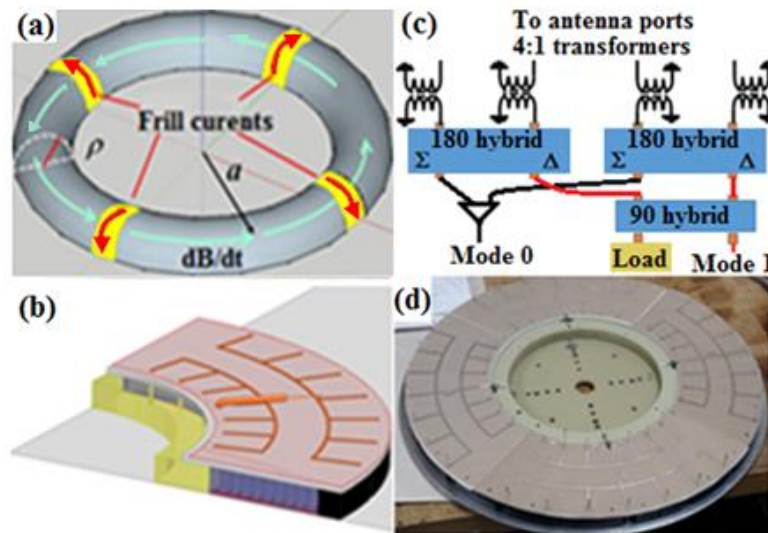 (a)
Frill curents
ρ
a
dB/dt
(b)
(c)
To antenna ports
4:1 transformers
180 hybrid
Σ Δ
180 hybrid
Σ Δ
90 hybrid
Mode 0
Load
Mode 1
(d)